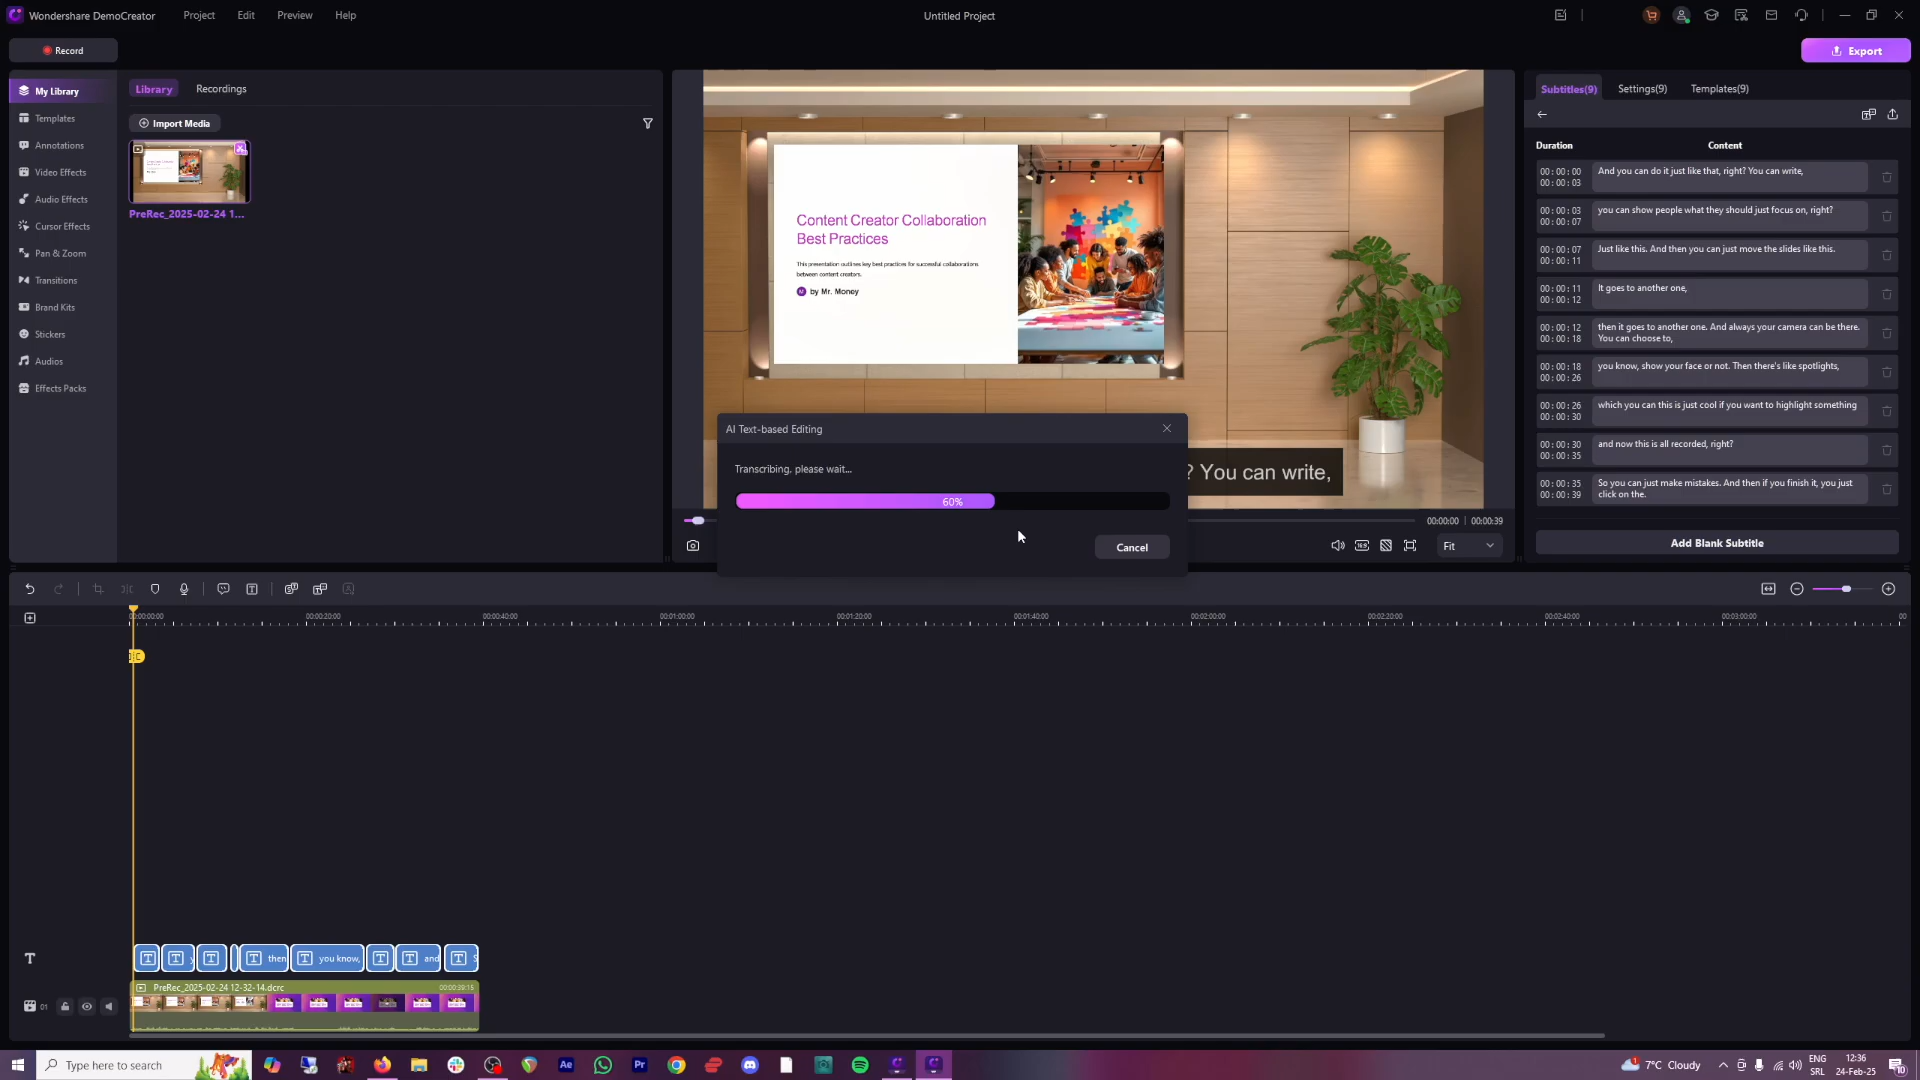 Wondershare DemoCreator
Project
Edit
Preview
Help
Untitled Project
Record
Export
My Library
Templates
Annotations
Video Effects
Audio Effects
Cursor Effects
Pan & Zoom
Transitions
Brand Kits
Stickers
Audios
Effects Packs
Library
Recordings
Import Media
PreRec_2025-02-24 1...
Content Creator Collaboration
Best Practices
This presentation outlines key best practices for successful collaborations
between content creators.
by Mr. Money
? You can write,
AI Text-based Editing
Transcribing, please wait...
60%
Cancel
00:00:00 | 00:00:39
Fit
Subtitles(9)
Settings(9)
Templates(9)
Duration
Content
00:00:00
00:00:03
And you can do it just like that, right? You can write,
00:00:03
00:00:07
you can show people what they should just focus on, right?
00:00:07
00:00:11
Just like this. And then you can just move the slides like this.
00:00:11
00:00:12
It goes to another one,
00:00:12
00:00:18
then it goes to another one. And always your camera can be there.
You can choose to,
00:00:18
00:00:26
you know, show your face or not. Then there's like spotlights,
00:00:26
00:00:30
which you can this is just cool if you want to highlight something
00:00:30
00:00:35
and now this is all recorded, right?
00:00:35
00:00:39
So you can just make mistakes. And then if you finish it, you just
click on the.
Add Blank Subtitle
00:00:00:00
00:00:20:00
00:00:40:00
00:01:00:00
00:01:20:00
00:01:40:00
00:02:00:00
00:02:20:00
00:02:40:00
00:03:00:00
00
T
then
you know,
and
S
01
PreRec_2025-02-24 12-32-14.dcrc
00:00:39:15
Type here to search
Ae
Pr
7°C Cloudy
ENG
SRL
12:36
24-Feb-25
10